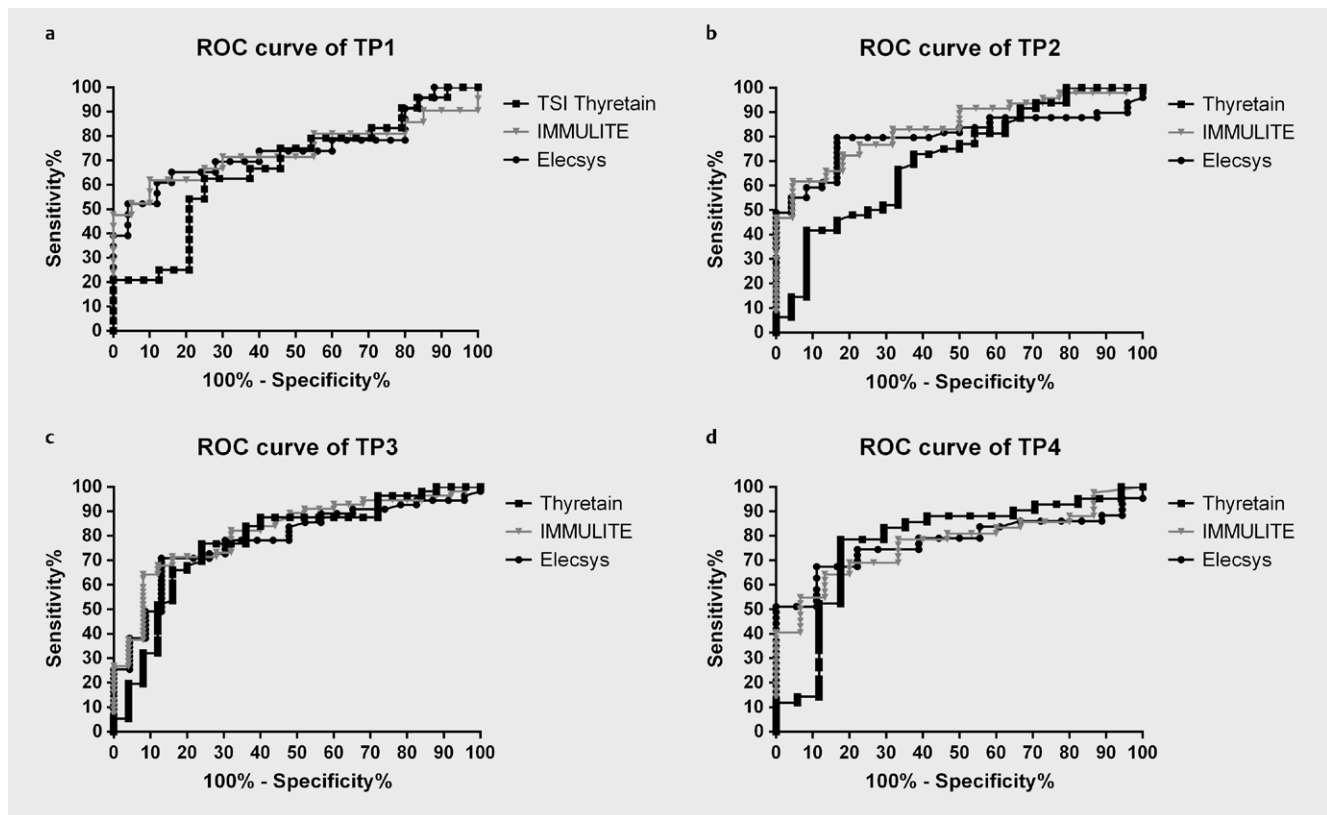 a
ROC curve of TP1
100
90
80
70
60
50
40
30
20
10
0
Sensitivity%
0 10 20 30 40 50 60 70 80 90 100
100% - Specificity%
TSI Thyretain
IMMULITE
Elecsys
b
ROC curve of TP2
100
90
80
70
60
50
40
30
20
10
0
Sensitivity%
0 10 20 30 40 50 60 70 80 90 100
100% - Specificity%
Thyretain
IMMULITE
Elecsys
c
ROC curve of TP3
100
90
80
70
60
50
40
30
20
10
0
Sensitivity%
0 10 20 30 40 50 60 70 80 90 100
100% - Specificity%
Thyretain
IMMULITE
Elecsys
d
ROC curve of TP4
100
90
80
70
60
50
40
30
20
10
0
Sensitivity%
0 10 20 30 40 50 60 70 80 90 100
100% - Specificity%
Thyretain
IMMULITE
Elecsys